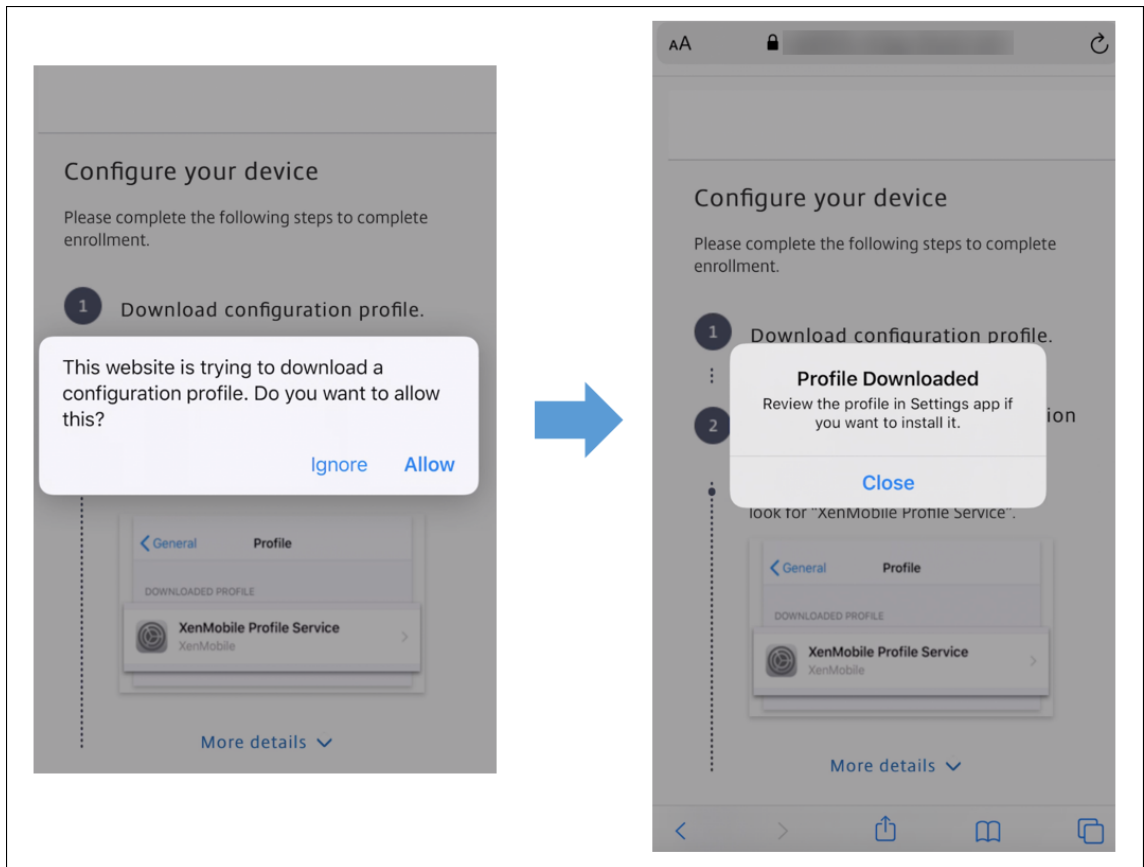 Configure your device
Please complete the following steps to complete
enrollment.
1
Download configuration profile.
This website is trying to download a
configuration profile. Do you want to allow
this?
Ignore
Allow
General
Profile
DOWNLOADED PROFILE
XenMobile Profile Service
XenMobile
More details
AA
Configure your device
Please complete the following steps to complete
enrollment.
1
Download configuration profile.
2
ion
Profile Downloaded
Review the profile in Settings app if
you want to install it.
Close
look for "XenMobile Profile Service".
General
Profile
DOWNLOADED PROFILE
XenMobile Profile Service
XenMobile
More details